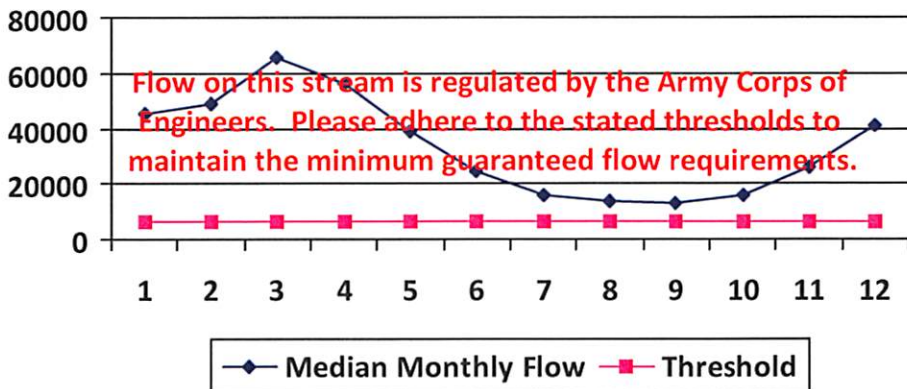 80000
60000
40000
20000
0
Flow on this stream is regulated by the Army Corps of
Engineers. Please adhere to the stated thresholds to
maintain the minimum guaranteed flow requirements.
1 2 3 4 5 6 7 8 9 10 11 12
Median Monthly Flow Threshold